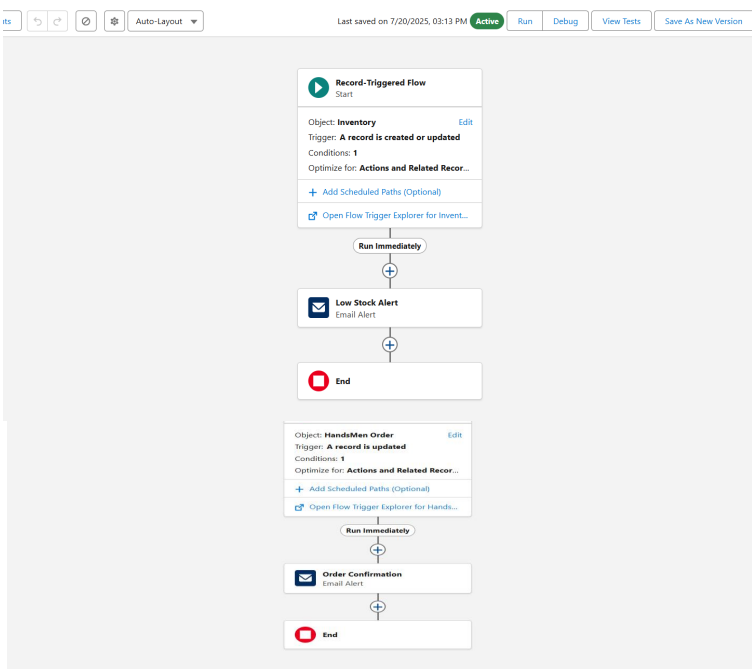 Auto-Layout
Last saved on 7/20/2025, 03:13 PM Active Run Debug View Tests Save As New Version
Record-Triggered Flow
Start
Object: Inventory Edit
Trigger: A record is created or updated
Conditions: 1
Optimize for: Actions and Related Recor...
+ Add Scheduled Paths (Optional)
Open Flow Trigger Explorer for Invent...
Run Immediately
Low Stock Alert
Email Alert
End
Object: HandsMen Order Edit
Trigger: A record is updated
Conditions: 1
Optimize for: Actions and Related Recor...
+ Add Scheduled Paths (Optional)
Open Flow Trigger Explorer for Hands...
Run Immediately
Order Confirmation
Email Alert
End